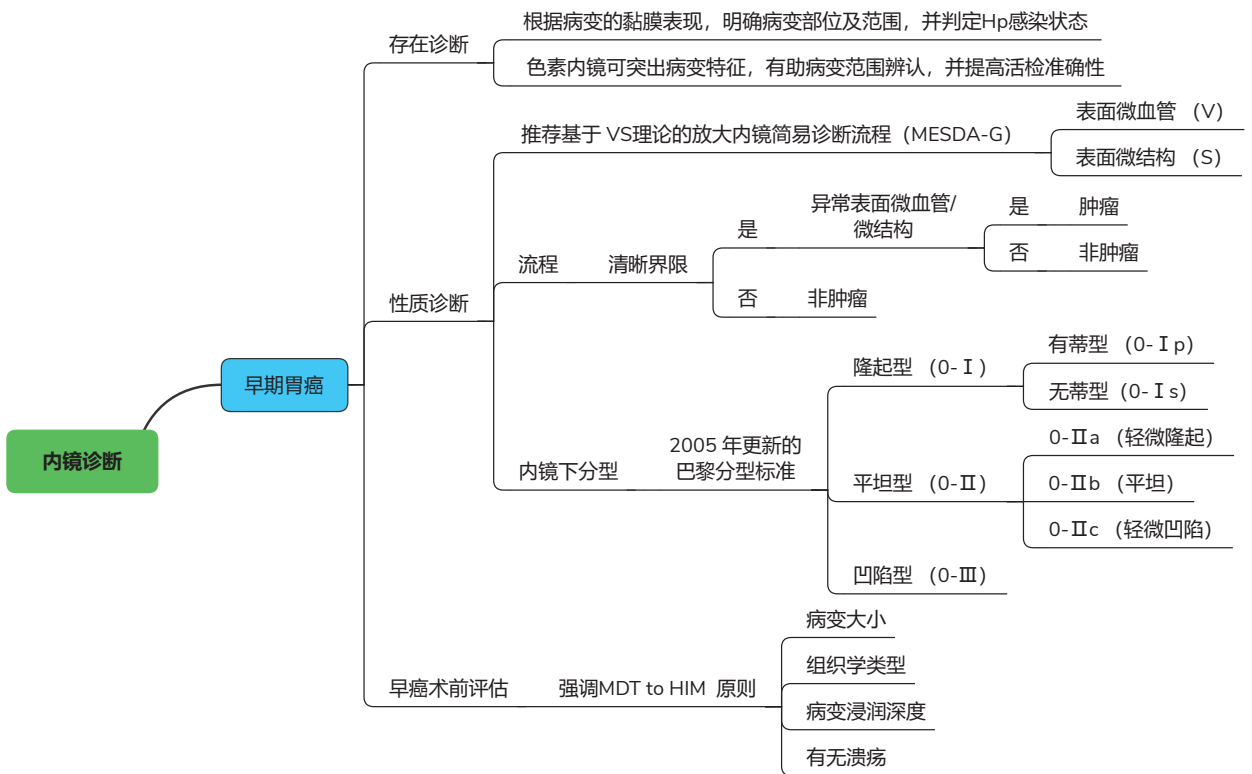 内镜诊断
早期胃癌
存在诊断
根据病变的黏膜表现，明确病变部位及范围，并判定Hp感染状态
色素内镜可突出病变特征，有助病变范围辨认，并提高活检准确性
性质诊断
推荐基于 VS理论的放大内镜简易诊断流程（MESDA-G）
表面微血管 （V）
表面微结构 （S）
流程
清晰界限
是
异常表面微血管/
微结构
是
肿瘤
否
非肿瘤
否
非肿瘤
内镜下分型
2005 年更新的
巴黎分型标准
隆起型 （0-Ⅰ）
有蒂型 （0-Ⅰp）
无蒂型（0-Ⅰs）
平坦型 （0-Ⅱ）
0-Ⅱa （轻微隆起）
0-Ⅱb （平坦）
0-Ⅱc （轻微凹陷）
凹陷型 （0-Ⅲ）
早癌术前评估
强调MDT to HIM 原则
病变大小
组织学类型
病变浸润深度
有无溃疡